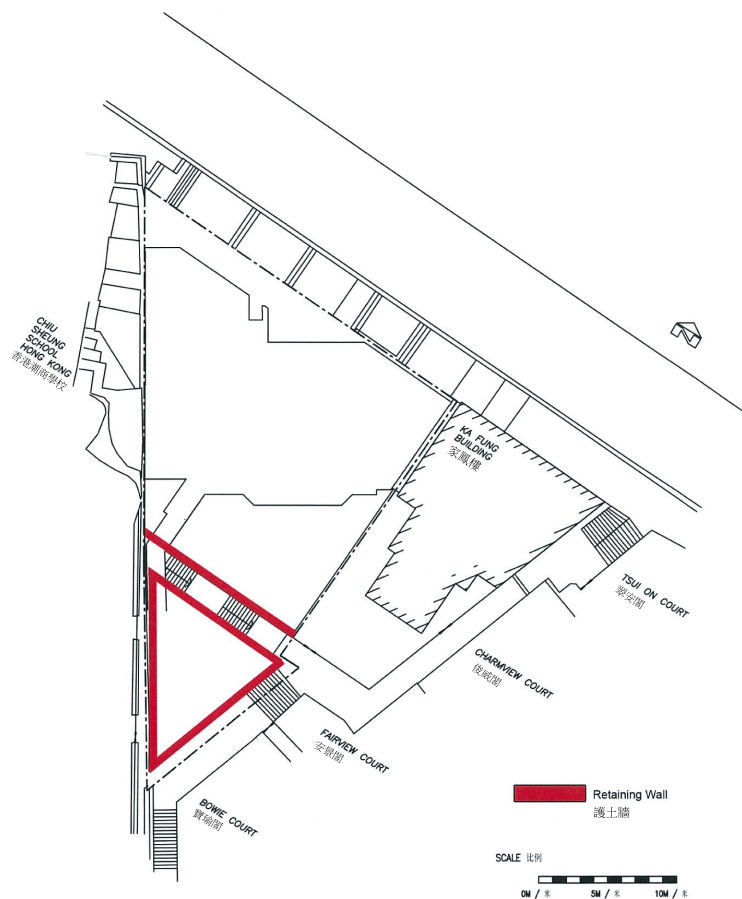 CHIU
SHEUNG
SCHOOL
HONG KONG
香港潮商學校
KA FUNG
BUILDING
家鳳樓
TSUI ON COURT
翠安閣
CHARMVIEW COURT
俊威閣
FAIRVIEW COURT
安景閣
BOWIE COURT
寶瑜閣
Retaining Wall
護土牆
SCALE 比例
0M / 米 5M / 米 10M / 米